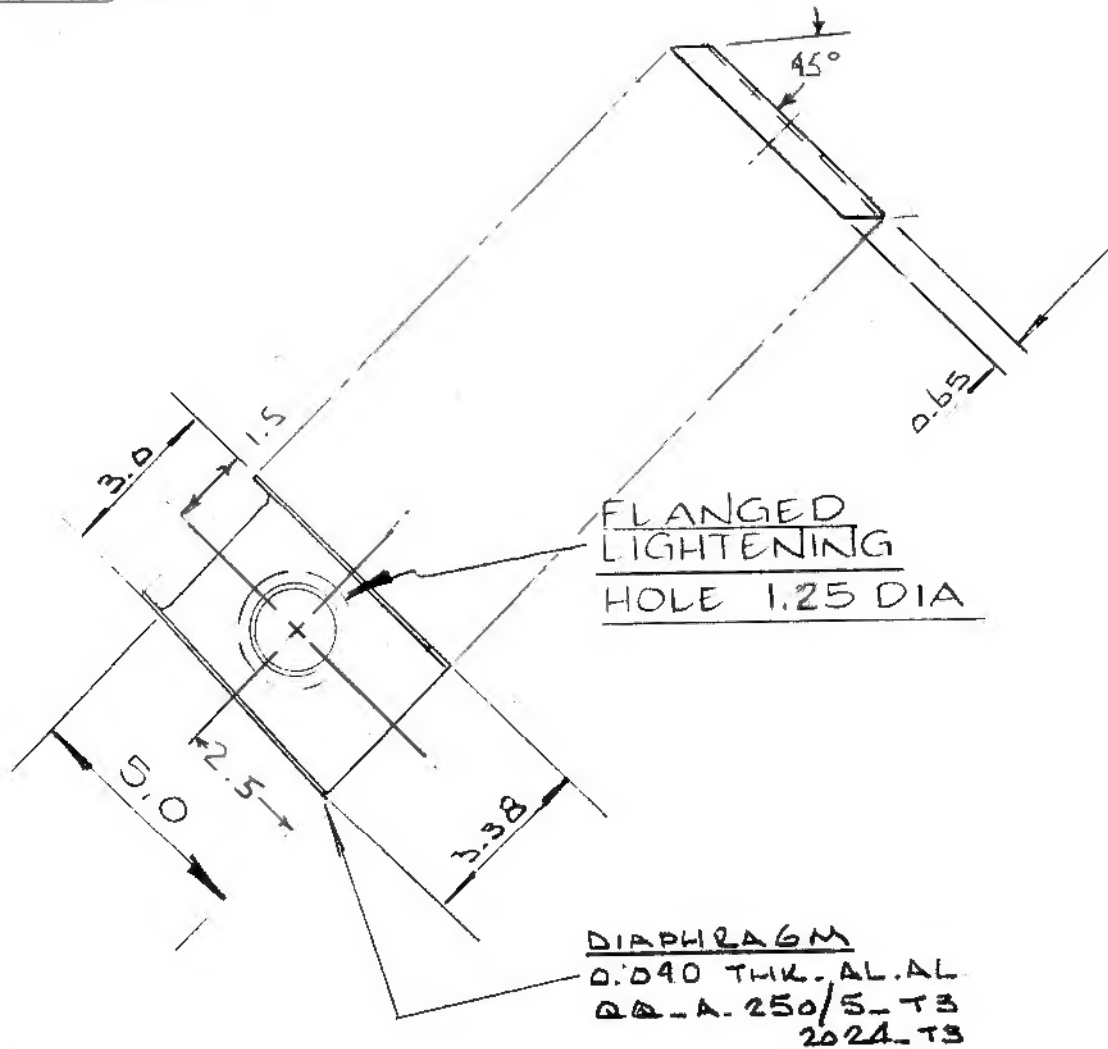 45°
0.65
1.5
3.0
FLANGED
LIGHTENING
HOLE 1.25 DIA
2.5
5.0
3.38
DIAPHRAGM
0.040 THK. AL. AL
QQ-A-250/5-T3
2024-T3